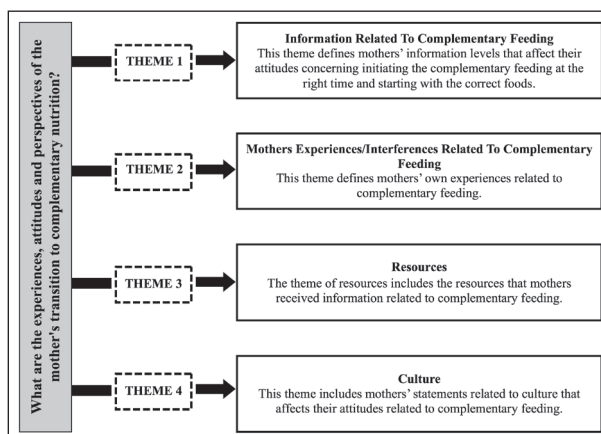 What are the experiences, attitudes and perspectives of the
mother's transition to complementary nutrition?
THEME 1
Information Related To Complementary Feeding
This theme defines mothers' information levels that affect their
attitudes concerning initiating the complementary feeding at the
right time and starting with the correct foods.
THEME 2
Mothers Experiences/Interferences Related To Complementary
Feeding
This theme defines mothers' own experiences related to
complementary feeding.
THEME 3
Resources
The theme of resources includes the resources that mothers
received information related to complementary feeding.
THEME 4
Culture
This theme includes mothers' statements related to culture that
affects their attitudes related to complementary feeding.